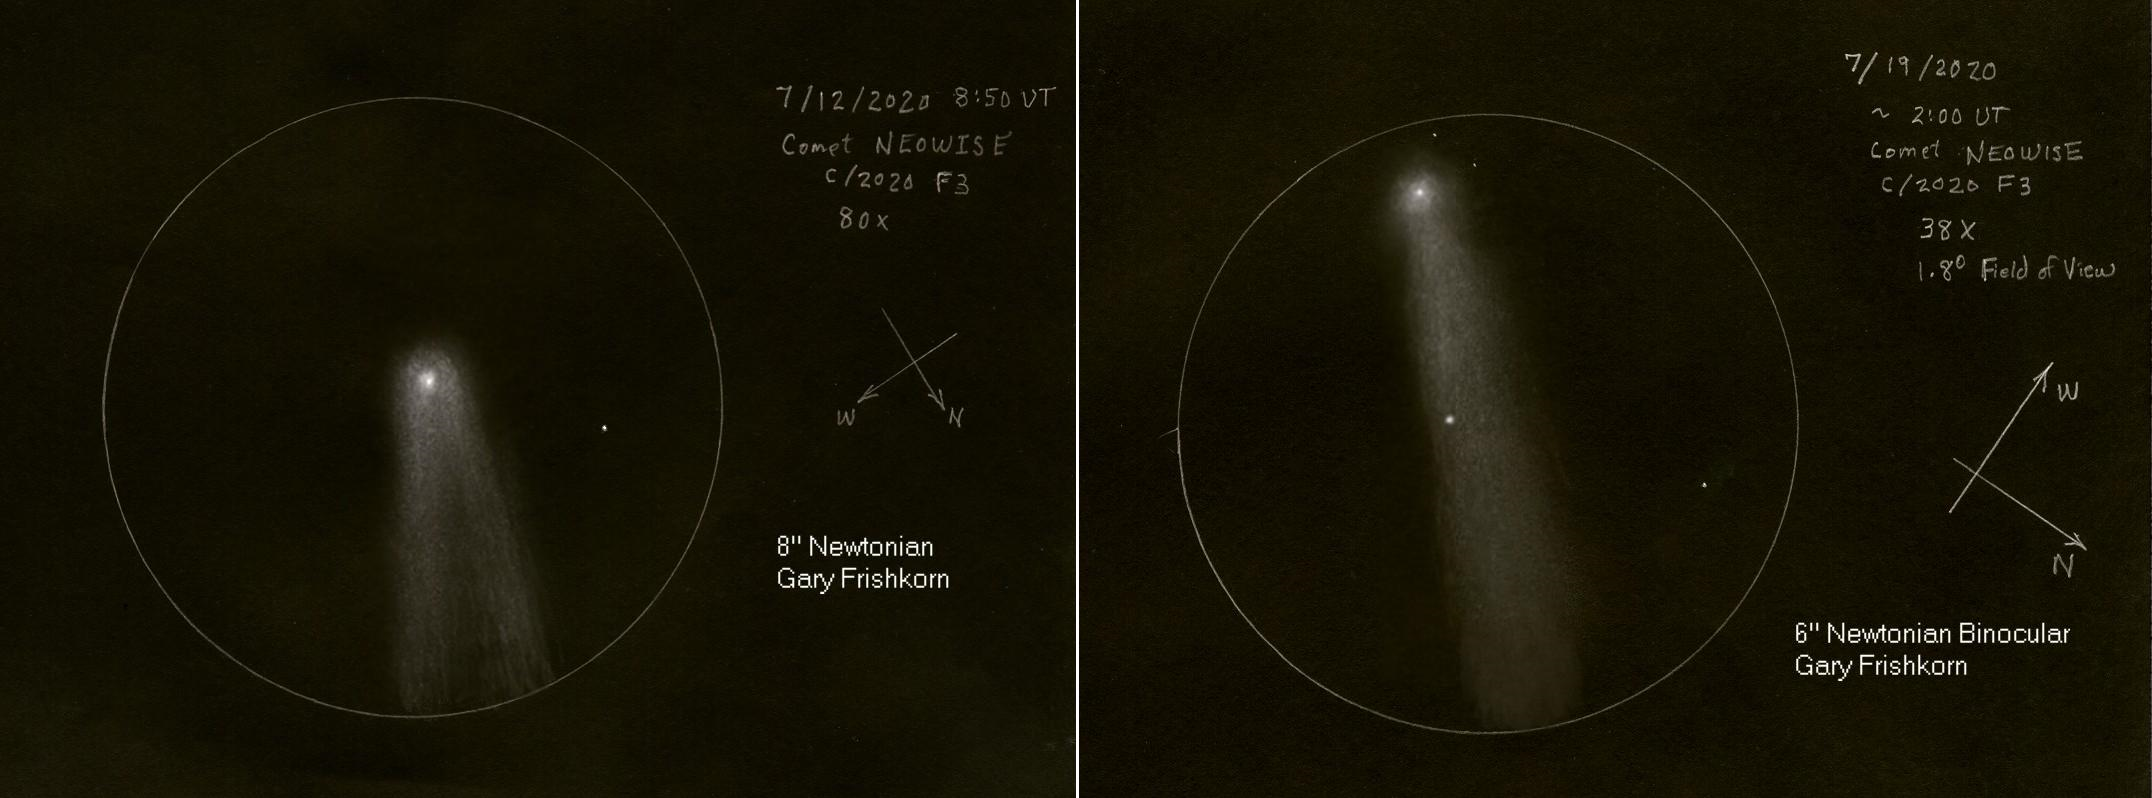 7/12/2020 8:50 UT
Comet NEOWISE
C/2020 F3
80x
W
N
8" Newtonian
Gary Frishkorn
7/19/2020
~ 2:00 UT
Comet NEOWISE
C/2020 F3
38X
1.8° Field of View
W
N
6" Newtonian Binocular
Gary Frishkorn